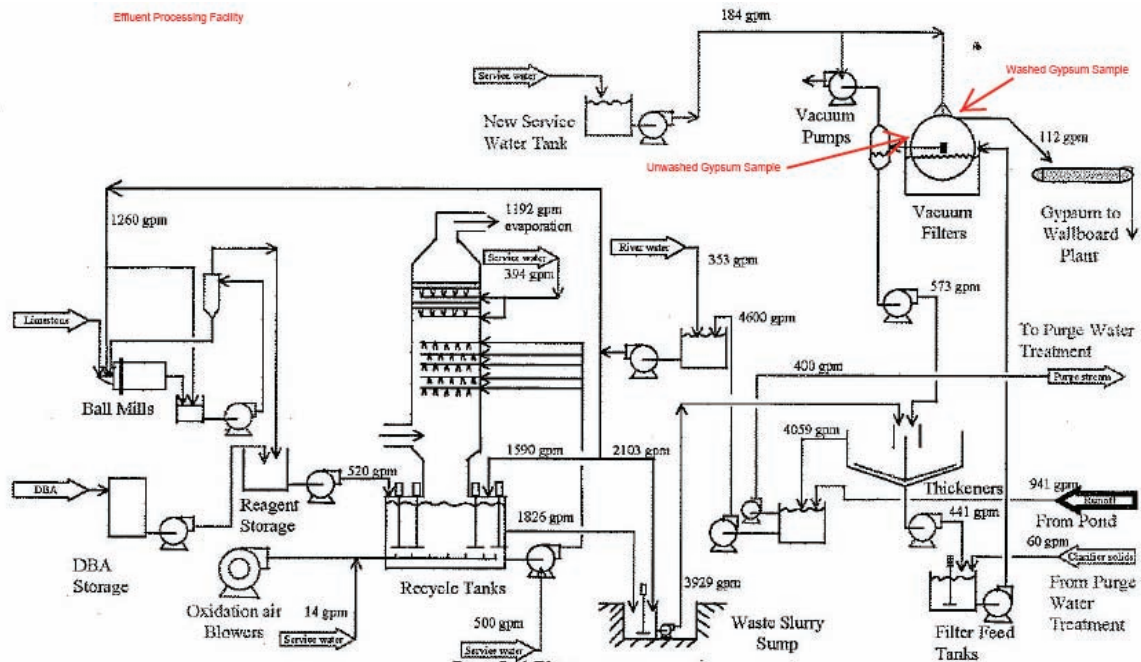 Effluent Processing Facility
184 gpm
Service water
New Service
Water Tank
Vacuum
Pumps
Washed Gypsum Sample
Unwashed Gypsum Sample
112 gpm
Vacuum
Filters
Gypsum to
Wallboard
Plant
1260 gpm
1192 gpm
evaporation
Service water
394 gpm
River water
353 gpm
4600 gpm
573 gpm
To Purge Water
Treatment
400 gpm
Purge stream
Limestone
Ball Mills
4059 gpm
1590 gpm
2103 gpm
520 gpm
DBA
Reagent
Storage
Thickeners
941 gpm
Runoff
From Pond
441 gpm
60 gpm
Clarifier solids
1826 gpm
DBA
Storage
Recycle Tanks
3929 gpm
From Purge
Water
Treatment
Oxidation air
Blowers
14 gpm
Service water
500 gpm
Service water
Waste Slurry
Sump
Filter Feed
Tanks